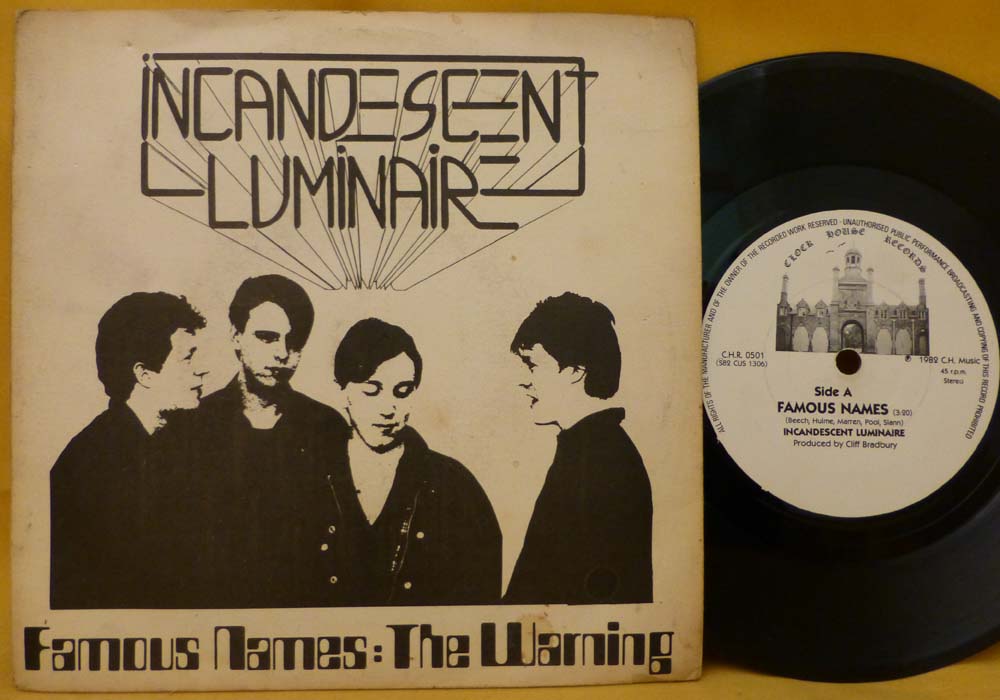 iNCANDESCENT
LUMiNAiRE
Famous Names: The Warning
ALL RIGHTS OF THE MANUFACTURER AND OF THE OWNER OF THE RECORDED WORK RESERVED · UNAUTHORISED PUBLIC PERFORMANCE BROADCASTING AND COPYING OF THIS RECORD PROHIBITED
CLOCK HOUSE RECORDS
C.H.R. 0501
(S82 CUS 1306)
℗ 1982 C.H. Music
45 r.p.m.
Stereo
Side A
FAMOUS NAMES (3:20)
(Beech, Hulme, Marren, Pool, Slann)
INCANDESCENT LUMINAIRE
Produced by Cliff Bradbury